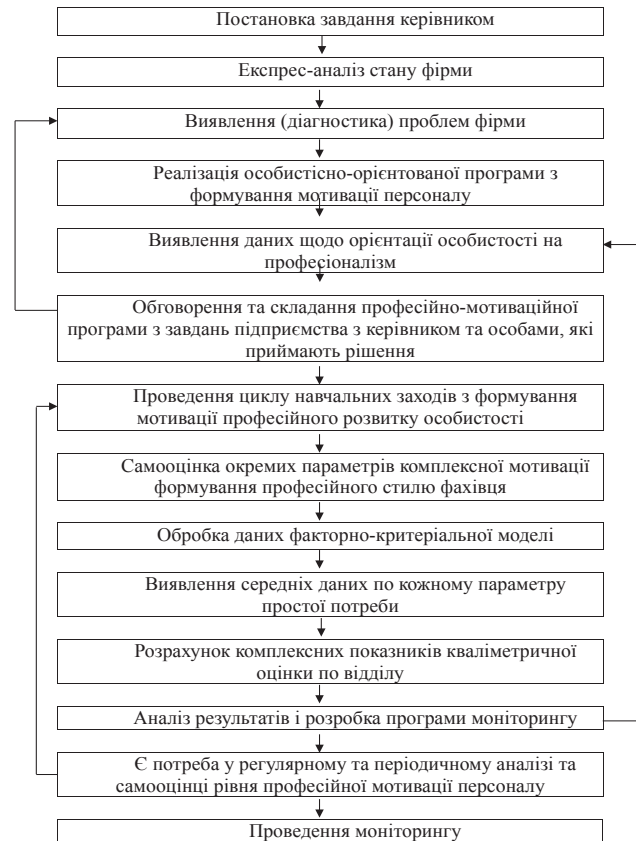 Постановка завдання керівником
Експрес-аналіз стану фірми
Виявлення (діагностика) проблем фірми
Реалізація особистісно-орієнтованої програми з
формування мотивації персоналу
Виявлення даних щодо орієнтації особистості на
професіоналізм
Обговорення та складання професійно-мотиваційної
програми з завдань підприємства з керівником та особами, які
приймають рішення
Проведення циклу навчальних заходів з формування
мотивації професійного розвитку особистості
Самооцінка окремих параметрів комплексної мотивації
формування професійного стилю фахівця
Обробка даних факторно-критеріальної моделі
Виявлення середніх даних по кожному параметру
простої потреби
Розрахунок комплексних показників кваліметричної
оцінки по відділу
Аналіз результатів і розробка програми моніторингу
Є потреба у регулярному та періодичному аналізі та
самооцінці рівня професійної мотивації персоналу
Проведення моніторингу